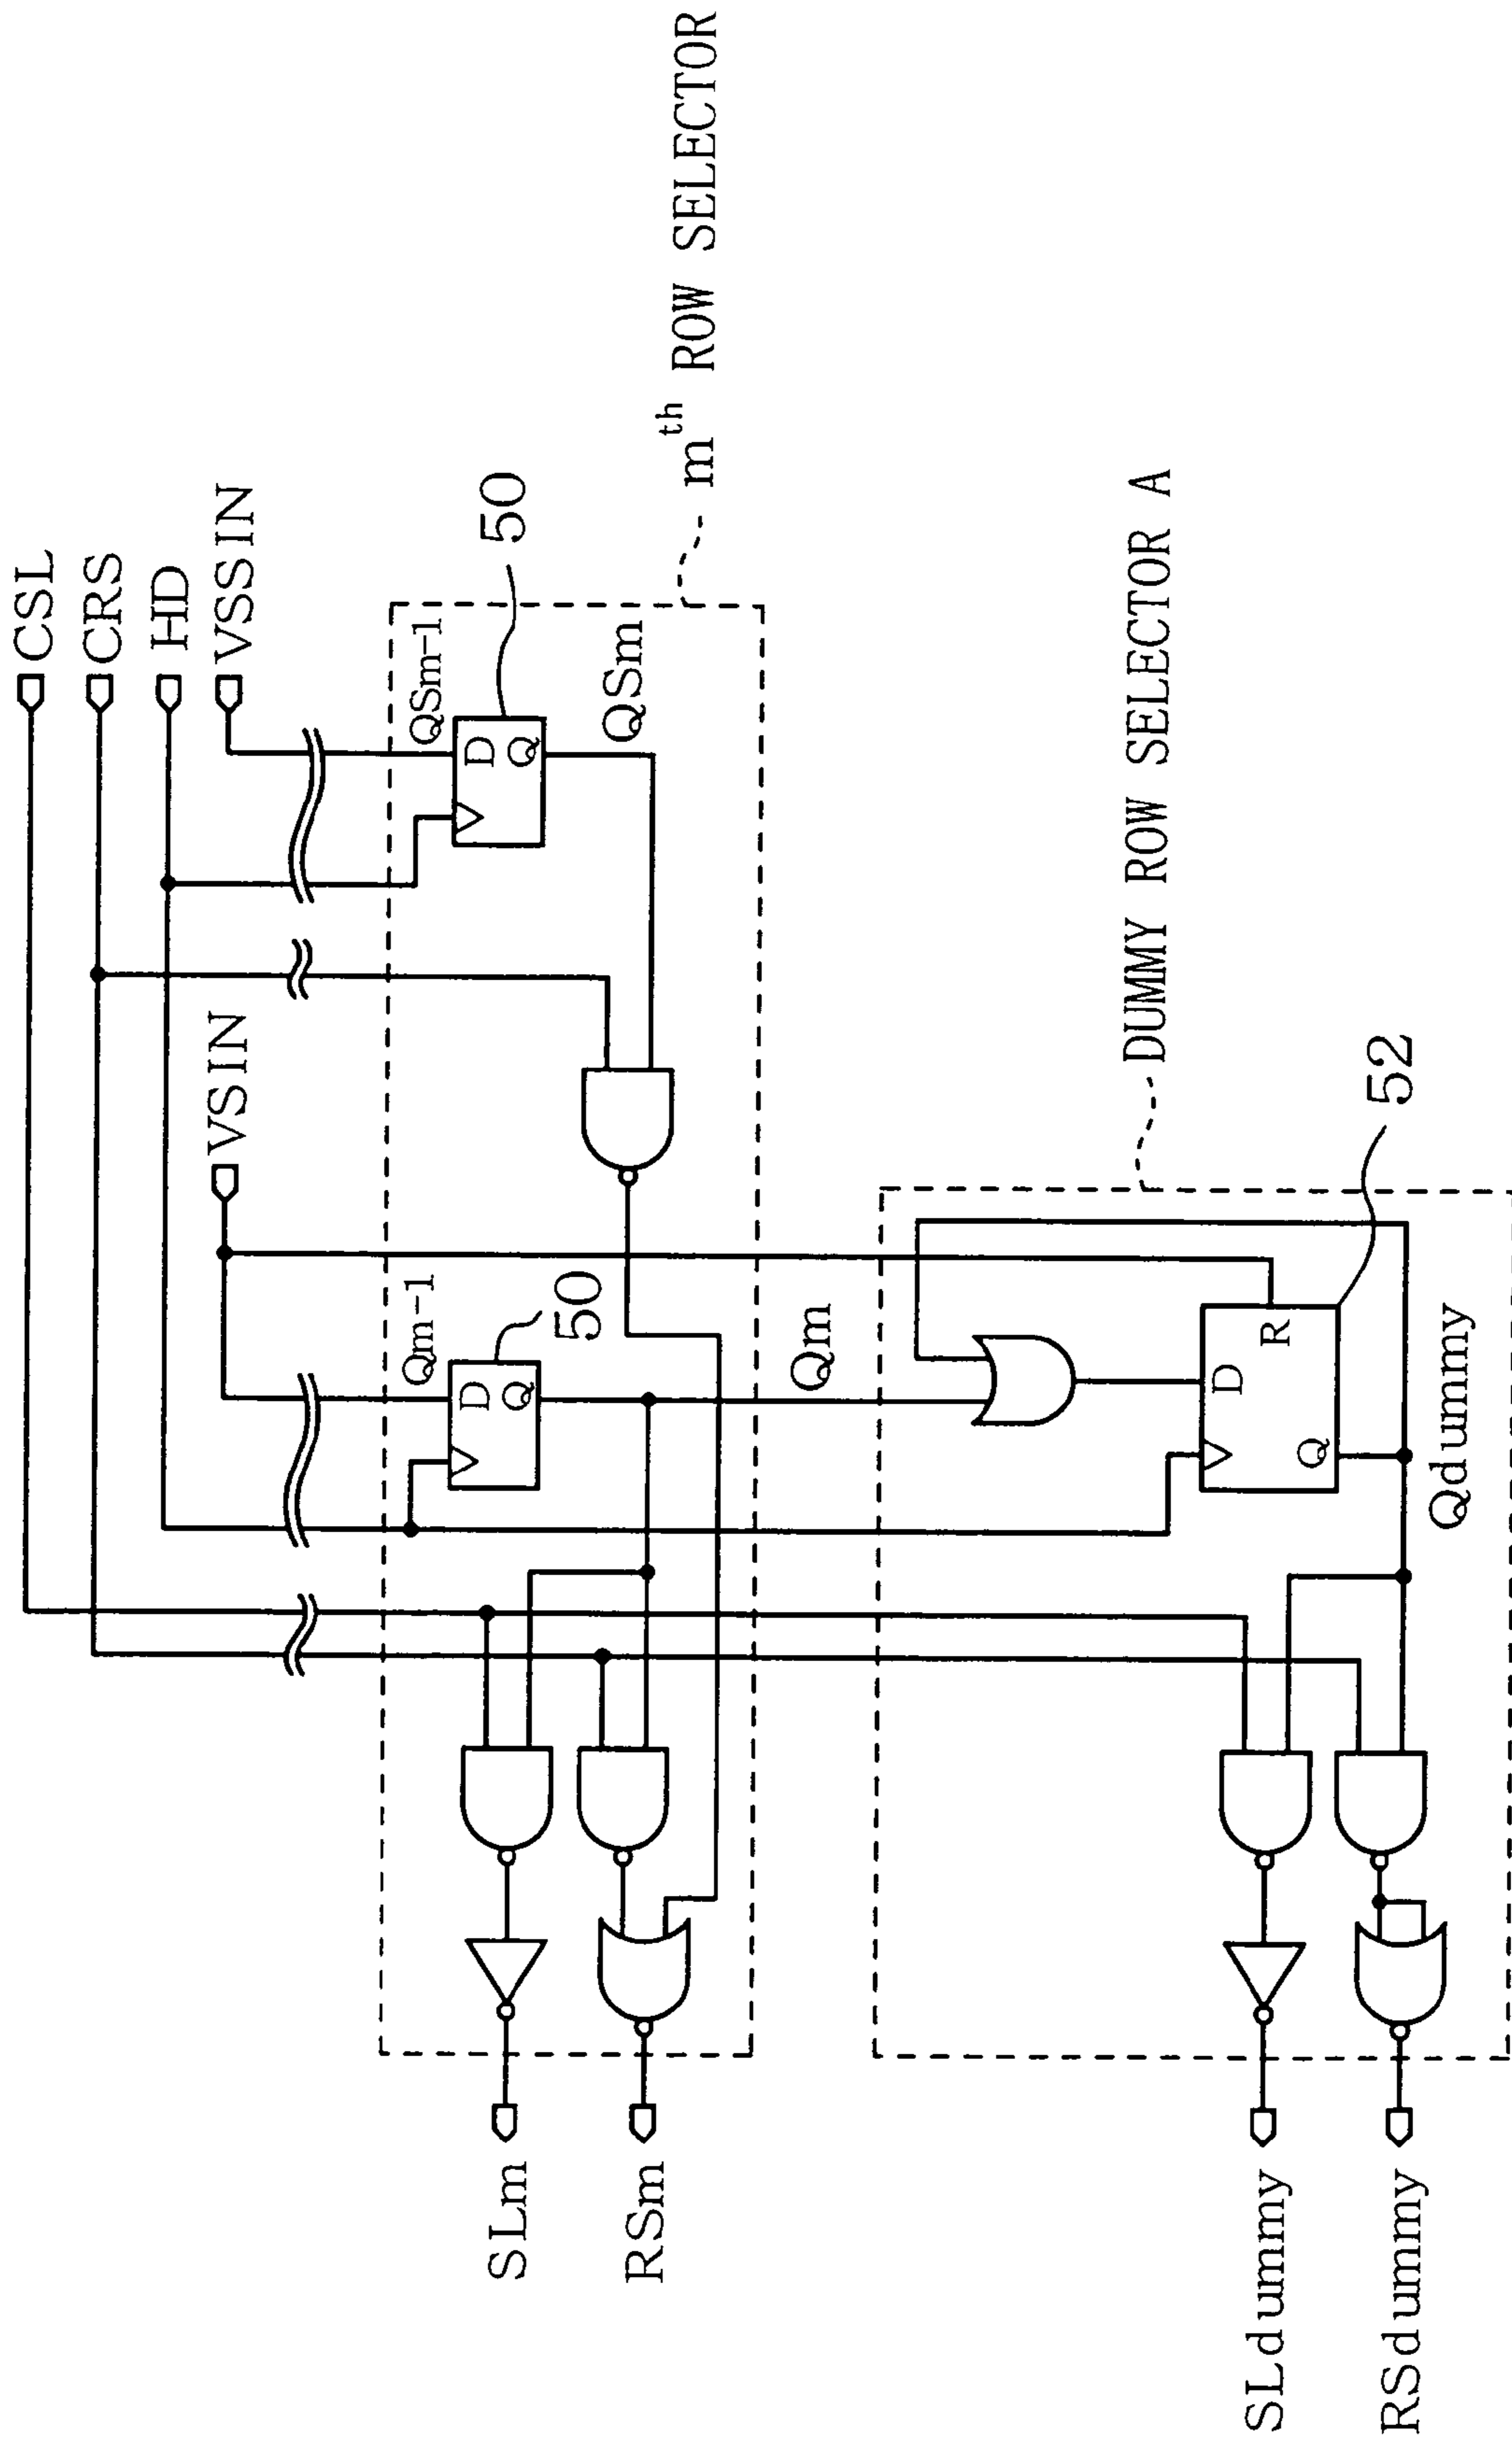 CSL
CRS
HD
VSSIN
VSIN
QSm-1
D
Q
50
QSm
mth ROW SELECTOR
Qm-1
D
Q
50
Qm
DUMMY ROW SELECTOR A
D
R
Q
52
Qdummy
SLm
RSm
SLdummy
RSdummy